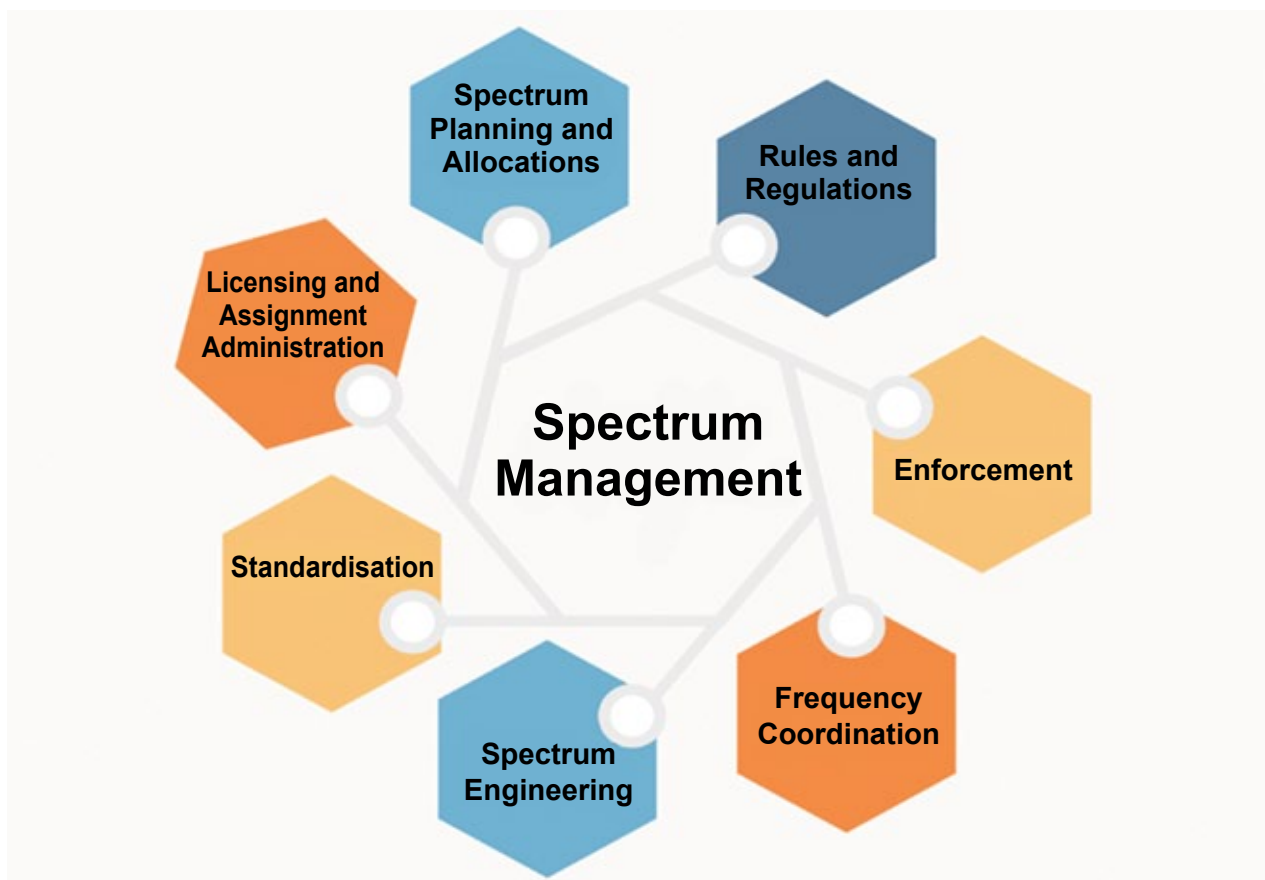 Spectrum
Planning and
Allocations
Rules and
Regulations
Licensing and
Assignment
Administration
Spectrum
Management
Enforcement
Standardisation
Frequency
Coordination
Spectrum
Engineering